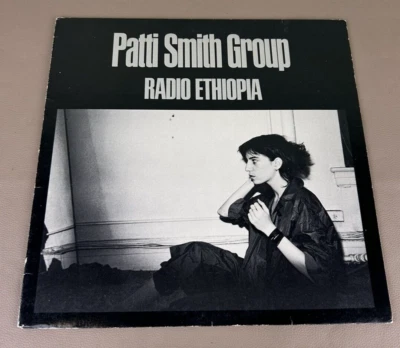 Patti Smith Group
RADIO ETHIOPIA